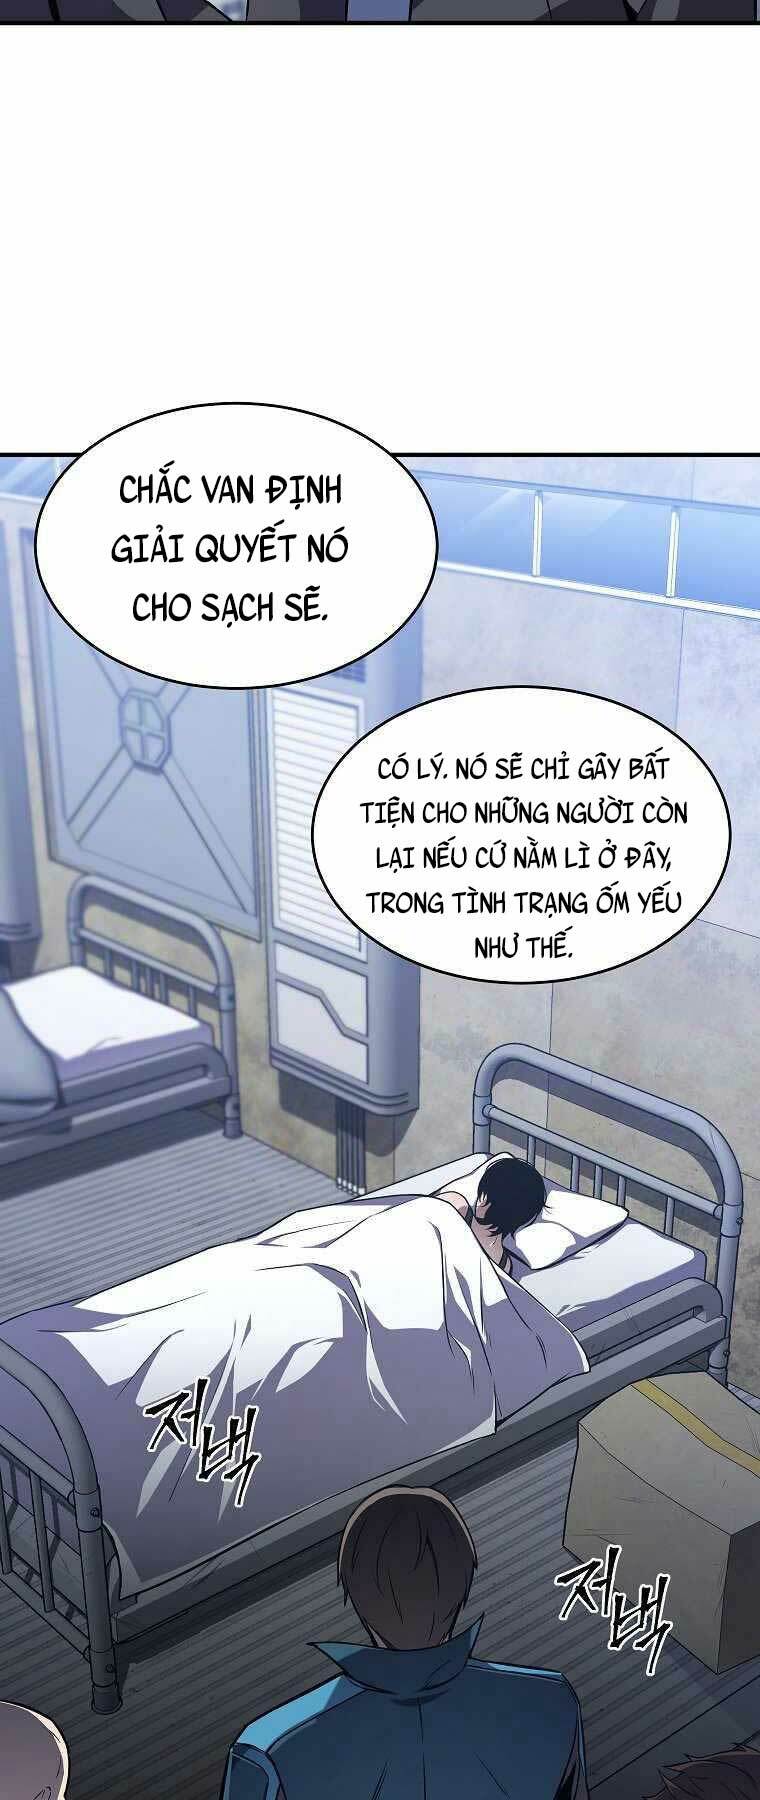 CHẮC VAN ĐỊNH
GIẢI QUYẾT NÓ
CHO SẠCH SẼ.
CÓ LÝ. NÓ SẼ CHỈ GÂY BẤT
TIỆN CHO NHỮNG NGƯỜI CÒN
LẠI NẾU CỨ NẰM LÌ Ở ĐÂY,
TRONG TÌNH TRẠNG ỐM YẾU
NHƯ THẾ.
저벅
저벅